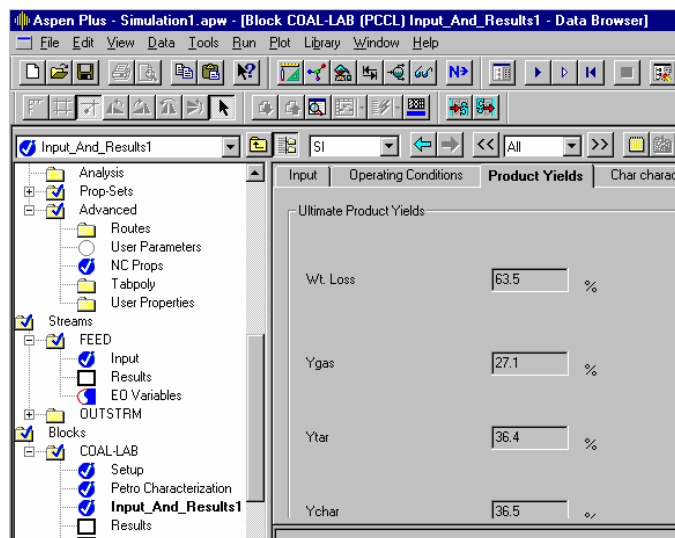 Aspen Plus - Simulation1.apw - [Block COAL-LAB (PCCL) Input_And_Results1 - Data Browser]
File Edit View Data Tools Run Plot Library Window Help
N>
Input_And_Results1 SI << All >>
Input Operating Conditions Product Yields Char charac
Analysis
Prop-Sets
Advanced
Routes
User Parameters
NC Props
Tabpoly
User Properties
Streams
FEED
Input
Results
EO Variables
OUTSTRM
Blocks
COAL-LAB
Setup
Petro Characterization
Input_And_Results1
Results
Ultimate Product Yields
Wt. Loss 63.5 %
Ygas 27.1 %
Ytar 36.4 %
Ychar 36.5 %